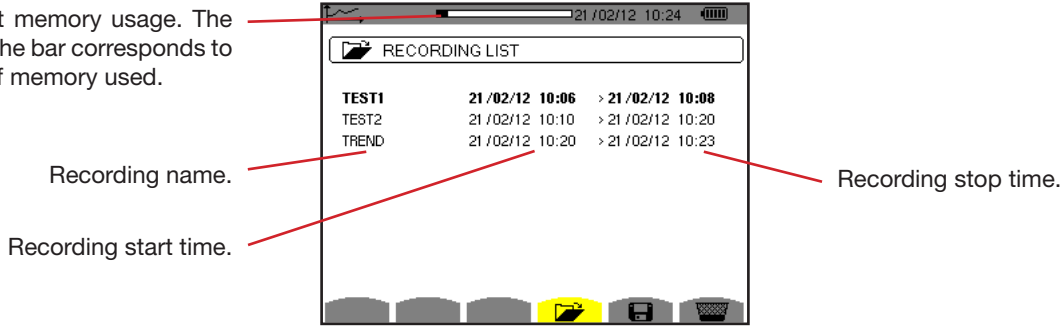 t memory usage. The
he bar corresponds to
f memory used.
21/02/12 10:24
RECORDING LIST
TEST1 21/02/12 10:06 >21/02/12 10:08
TEST2 21/02/12 10:10 >21/02/12 10:20
TREND 21/02/12 10:20 >21/02/12 10:23
Recording name.
Recording stop time.
Recording start time.